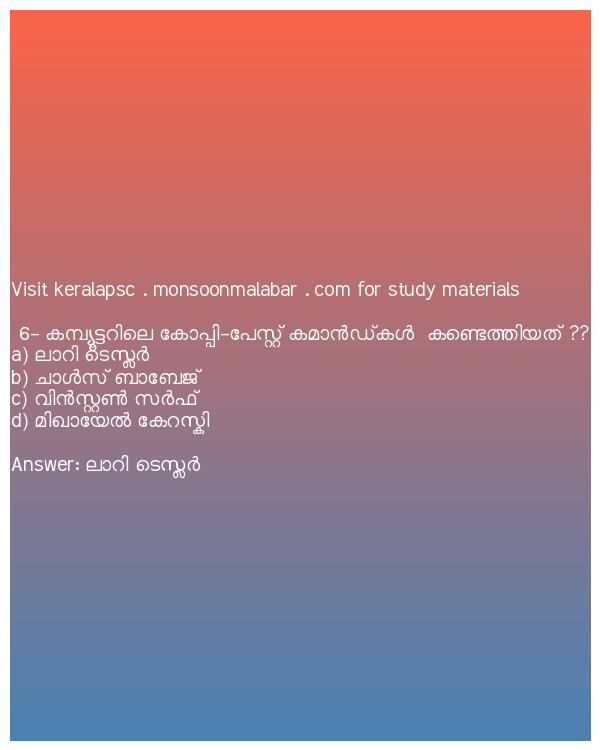 Visit keralapsc . monsoonmalabar . com for study materials
6- കമ്പ്യൂട്ടറിലെ കോപ്പി-പേസ്റ്റ് കമാൻഡ്കൾ കണ്ടെത്തിയത് ??
a) ലാറി ടെസ്ലർ
b) ചാൾസ് ബാബേജ്
c) വിൻസ്റ്റൺ സർഫ്
d) മിഖായേൽ കേറസ്കി
Answer: ലാറി ടെസ്ലർ